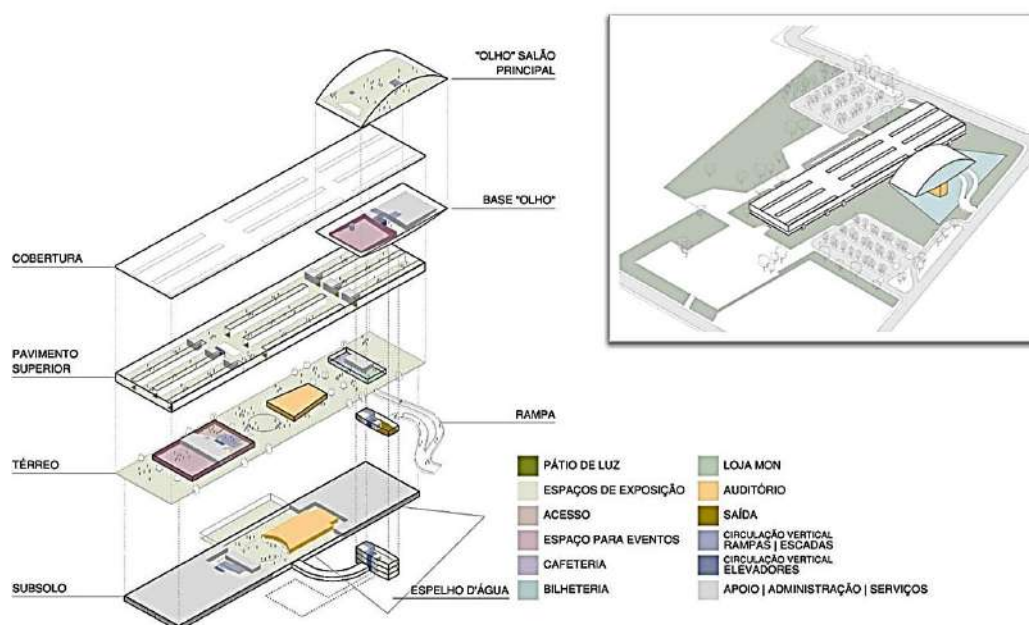 "OLHO" SALÃO
PRINCIPAL
BASE "OLHO"
COBERTURA
PAVIMENTO
SUPERIOR
RAMPA
TÉRREO
SUBSOLO
ESPELHO D'ÁGUA
PÁTIO DE LUZ
ESPAÇOS DE EXPOSIÇÃO
ACESSO
ESPAÇO PARA EVENTOS
CAFETERIA
BILHETERIA
LOJA MON
AUDITÓRIO
SAÍDA
CIRCULAÇÃO VERTICAL
RAMPAS | ESCADAS
CIRCULAÇÃO VERTICAL
ELEVADORES
APOIO | ADMINISTRAÇÃO | SERVIÇOS